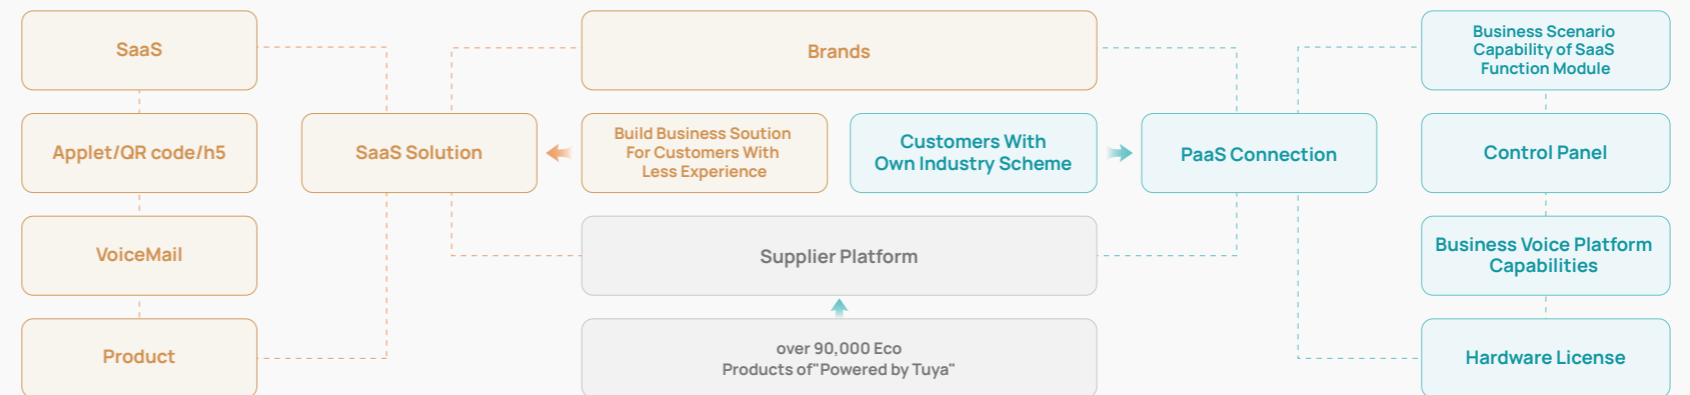 SaaS
Brands
Business Scenario
Capability of SaaS
Function Module
Applet/QR code/h5
SaaS Solution
Build Business Soution
For Customers With
Less Experience
Customers With
Own Industry Scheme
PaaS Connection
Control Panel
VoiceMail
Supplier Platform
Business Voice Platform
Capabilities
Product
over 90,000 Eco
Products of"Powered by Tuya"
Hardware License